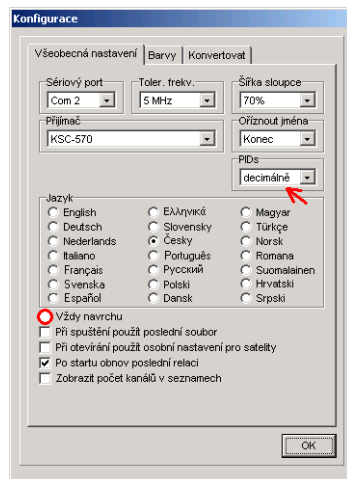 Konfigurace
Všeobecná nastavení Barvy Konvertovat
Sériový port Toler. frekv. Šířka sloupce
Com 2 5 MHz 70%
Přijímač Oříznout jména
KSC-570 Konec
PIDs
decimálně
Jazyk
English Ελληνικά Magyar
Deutsch Slovensky Türkçe
Nederlands Česky Norsk
Italiano Português Romana
Français Русский Suomalainen
Svenska Polski Hrvatski
Español Dansk Srpski
Vždy navrchu
Při spuštění použít poslední soubor
Při otevírání použít osobní nastavení pro satelity
Po startu obnov poslední relaci
Zobrazit počet kanálů v seznamech
OK